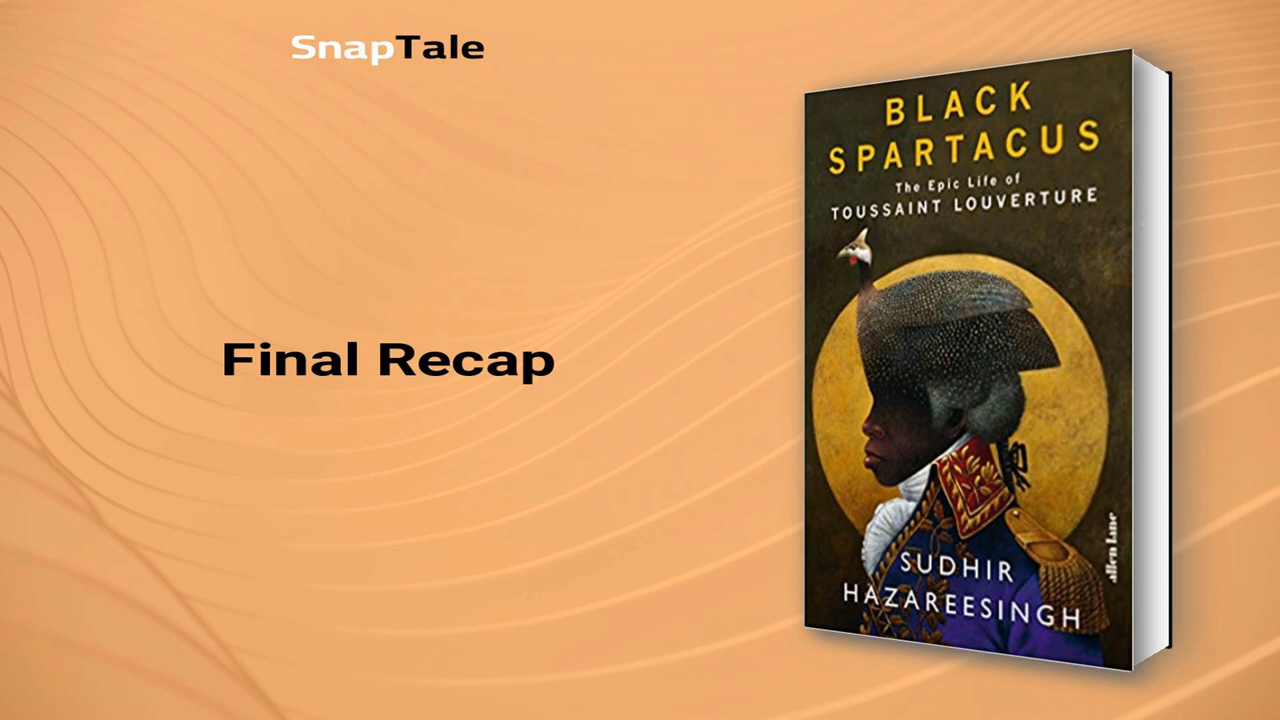 SnapTale
Final Recap
BLACK
SPARTACUS
The Epic Life of
TOUSSAINT LOUVERTURE
SUDHIR
HAZAREESINGH
allen lane